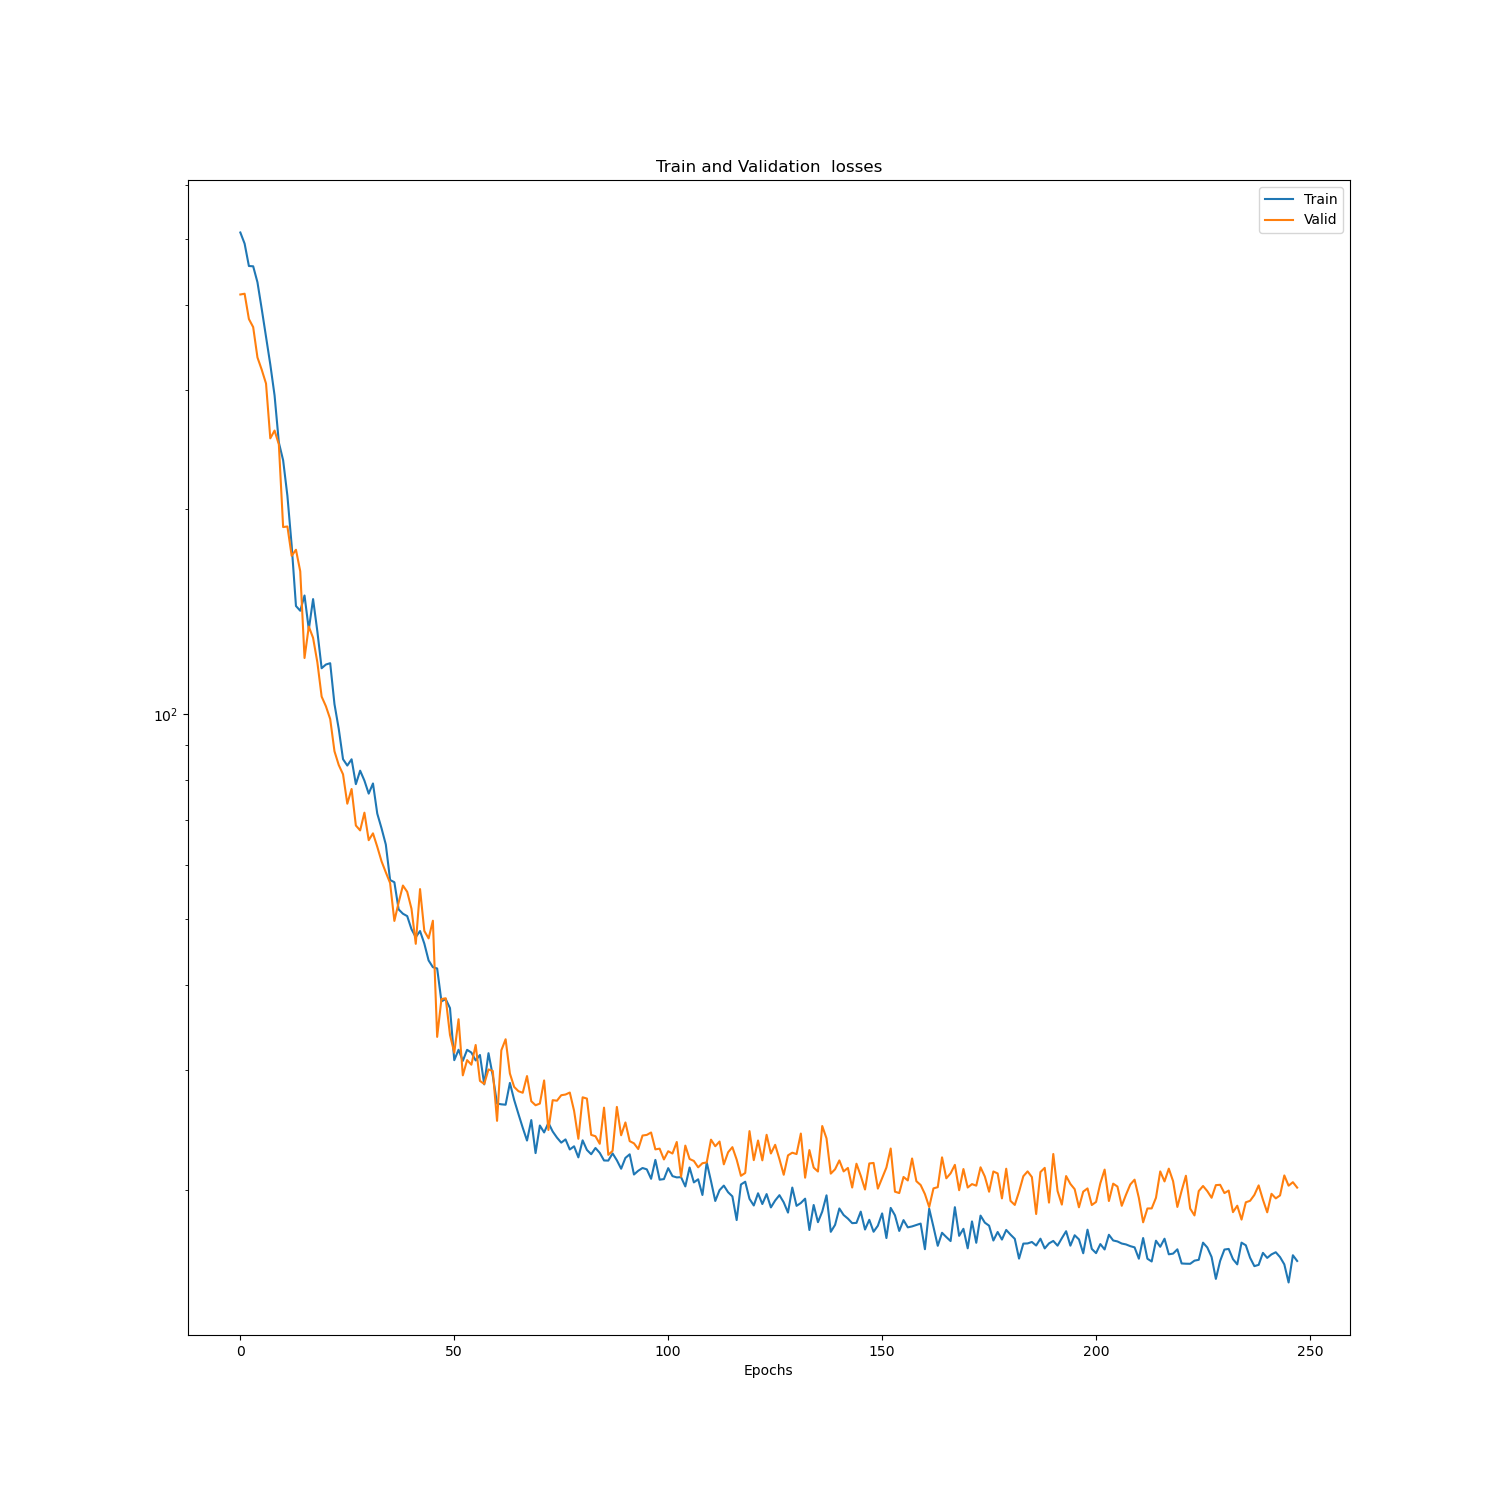 Train and Validation  losses
Train
Valid
10²
0 50 100 150 200 250
Epochs